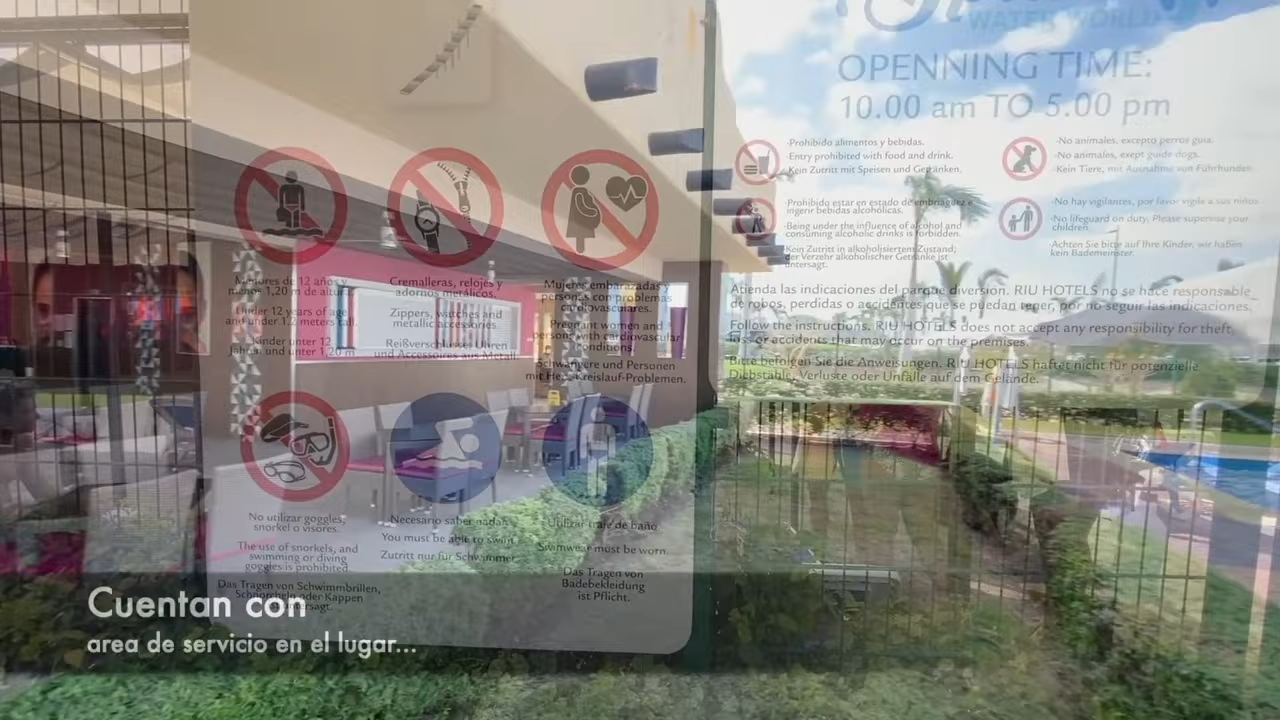 WATER WORLD
OPENNING TIME:
10.00 am TO 5.00 pm
·Prohibido alimentos y bebidas.
·Entry prohibited with food and drink.
·Kein Zutritt mit Speisen und Getränken.
·No animales, excepto perros guia.
·No animales, exept guide dogs.
·Kein Tiere, mit Ausnahme von Führhunden
·Prohibido estar en estado de embriaguez e
ingerir bebidas alcohólicas.
·Being under the influence of alcohol and
consuming alcoholic drinks is forbidden.
·Kein Zutritt in alkoholisiertem Zustand;
der Verzehr alkoholischer Getränke ist
untersagt.
·No hay vigilantes, por favor vigile a sus niños
·No lifeguard on duty. Please supervise your
children.
Achten Sie bitte auf Ihre Kinder, wir haben
kein Bademeister.
Atienda las indicaciones del parque diversion. RIU HOTELS no se hace responsable
de robos, perdidas o accidentes que se puedan tener, por no seguir las indicaciones.
Follow the instructions. RIU HOTELS does not accept any responsibility for theft
loss or accidents that may occur on the premises
Bitte befolgen Sie die Anweisungen. RIU HOTELS haftet nicht für potenzielle
Diebstähle, Verluste oder Unfälle auf dem Gelände.
Menores de 12 años y
menos 1,20 m de altura
Under 12 years of age
and under 1.2 meters tall.
Kinder unter 12
Jahren und unter 1,20 m
Cremalleras, relojes y
adornos metálicos.
Zippers, watches and
metallic accessories
Reißverschlüsse, Uhren
und Accessoires aus Metall
Mujeres embarazadas
personas con problemas
cardiovasculares.
Pregnant women and
persons with cardiovascular
conditions
Schwangere und Personen
mit Herz-Kreislauf-Problemen.
No utilizar goggles,
snorkel o visores.
The use of snorkels, and
swimming or diving
goggles is prohibited
Das Tragen von Schwimmbrillen,
Schnorcheln oder Kappen
ist untersagt.
Necesario saber nadar.
You must be able to swim
Zutritt nur für Schwimmer
Utilizar traje de baño
Swimwear must be worn
Das Tragen von
Badebekleidung
ist Pflicht.
Cuentan con
area de servicio en el lugar...